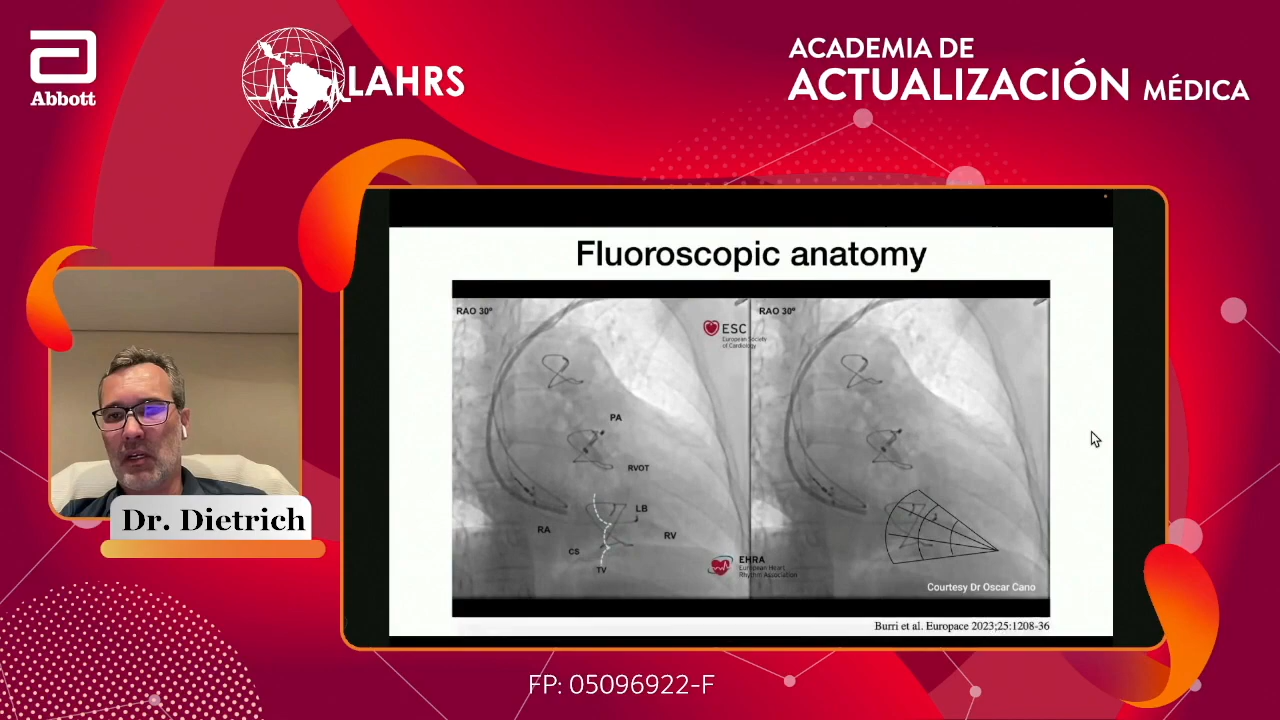 Abbott
LAHRS
ACADEMIA DE
ACTUALIZACIÓN MÉDICA
Fluoroscopic anatomy
RAO 30º
ESC
European Society
of Cardiology
PA
RVOT
LB
RA
RV
CS
TV
EHRA
European Heart
Rhythm Association
RAO 30º
Courtesy Dr Oscar Cano
Burri et al. Europace 2023;25:1208-36
Dr. Dietrich
FP: 05096922-F